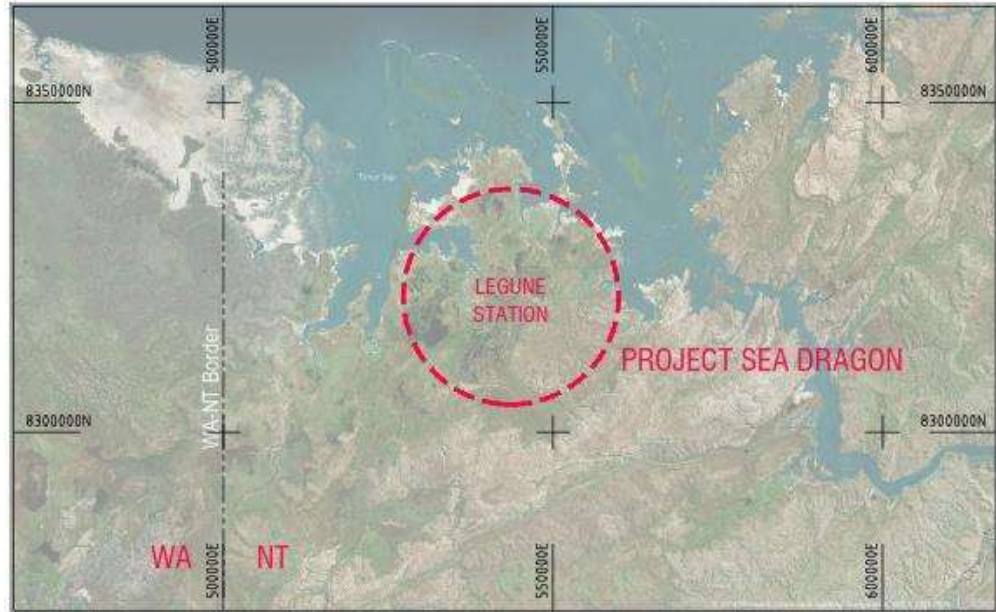 500000E
550000E
600000E
8350000N
8350000N
Timor Sea
LEGUNE
STATION
PROJECT SEA DRAGON
WA-NT Border
8300000N
8300000N
WA
NT
500000E
550000E
600000E